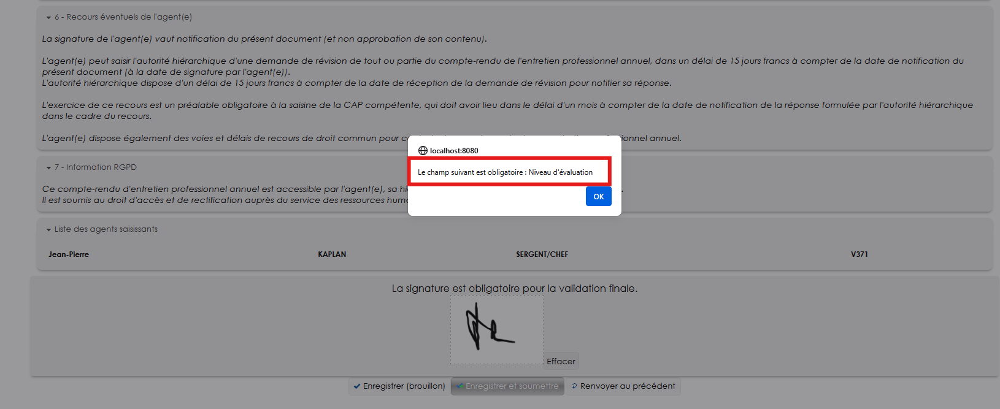 6 - Recours éventuels de l'agent(e)
La signature de l'agent(e) vaut notification du présent document (et non approbation de son contenu).
L'agent(e) peut saisir l'autorité hiérarchique d'une demande de révision de tout ou partie du compte-rendu de l'entretien professionnel annuel, dans un délai de 15 jours francs à compter de la date de notification du
présent document (à la date de signature par l'agent(e)).
L'autorité hiérarchique dispose d'un délai de 15 jours francs à compter de la date de réception de la demande de révision pour notifier sa réponse.
L'exercice de ce recours est un préalable obligatoire à la saisine de la CAP compétente, qui doit avoir lieu dans le délai d'un mois à compter de la date de notification de la réponse formulée par l'autorité hiérarchique
dans le cadre du recours.
L'agent(e) dispose également des voies et délais de recours de droit commun pour annuel.
localhost:8080
Le champ suivant est obligatoire : Niveau d'évaluation
OK
7 - Information RGPD
Ce compte-rendu d'entretien professionnel annuel est accessible par l'agent(e), sa
Il est soumis au droit d'accès et de rectification auprès du service des ressources
Liste des agents saisissants
Jean-Pierre KAPLAN SERGENT/CHEF V371
La signature est obligatoire pour la validation finale.
Effacer
Enregistrer (brouillon) Enregistrer et soumettre Renvoyer au précédent